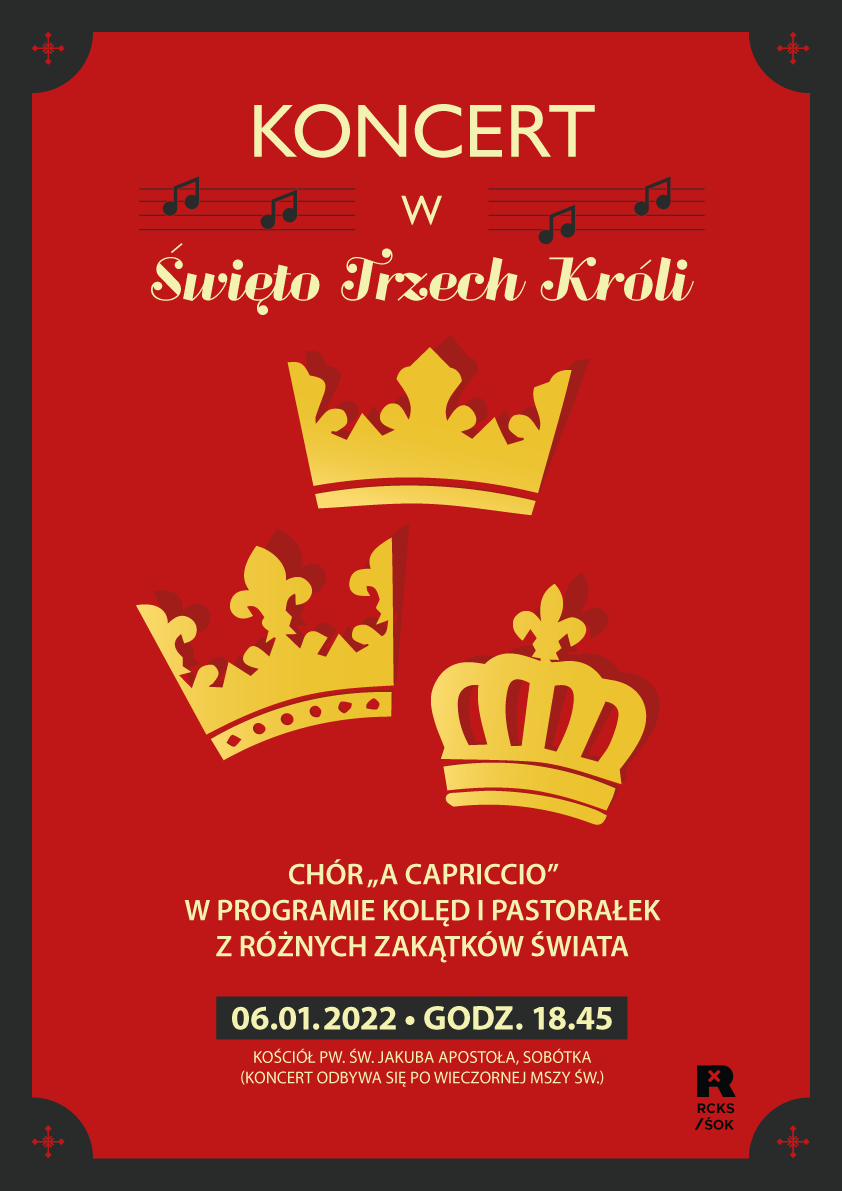 KONCERT
W
Święto Trzech Króli
CHÓR „A CAPRICCIO”
W PROGRAMIE KOLĘD I PASTORAŁEK
Z RÓŻNYCH ZAKĄTKÓW ŚWIATA
06.01.2022 • GODZ. 18.45
KOŚCIÓŁ PW. ŚW. JAKUBA APOSTOŁA, SOBÓTKA
(KONCERT ODBYWA SIĘ PO WIECZORNEJ MSZY ŚW.)
R
RCKS
/ŚOK